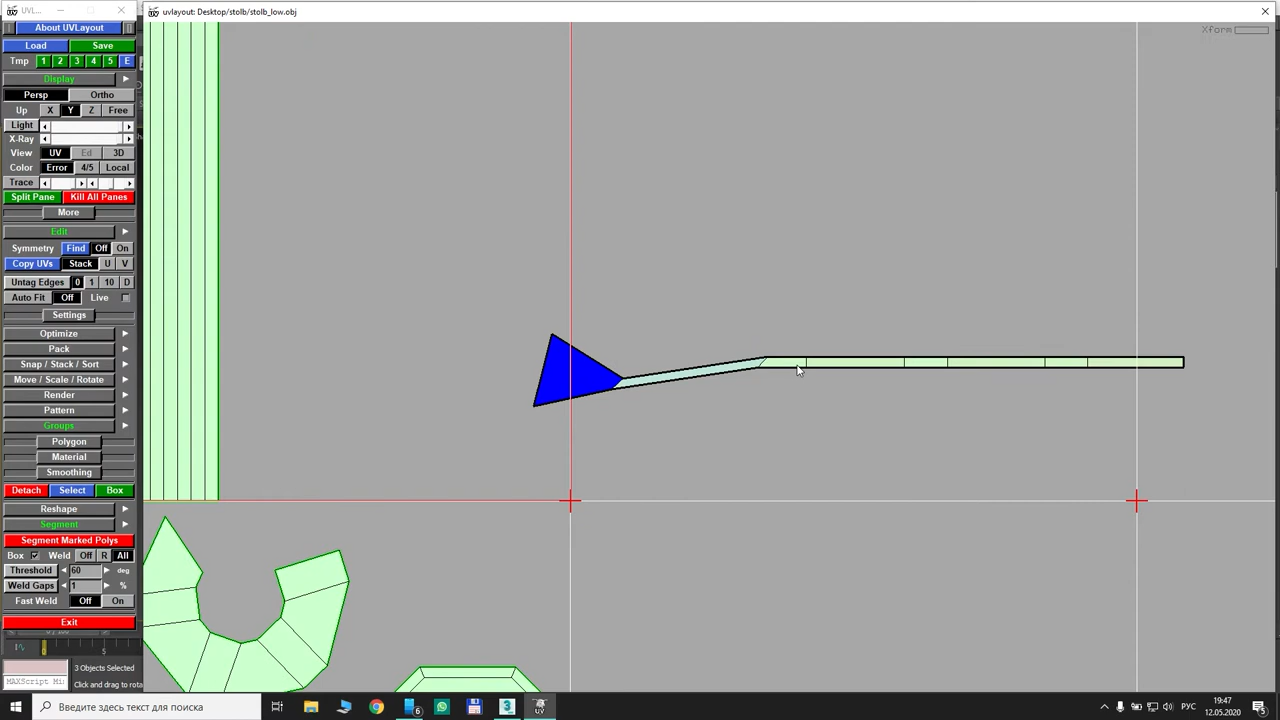 UVL...
uvlayout: Desktop/stolb/stolb_low.obj
About UVLayout
Load Save
Tmp 1 2 3 4 5 E
Display
Persp Ortho
Up X Y Z Free
Light
X-Ray
View UV Ed 3D
Color Error 4/5 Local
Trace
Split Pane Kill All Panes
More
Edit
Symmetry Find Off On
Copy UVs Stack U V
Untag Edges 0 1 10 D
Auto Fit Off Live
Settings
Optimize
Pack
Snap / Stack / Sort
Move / Scale / Rotate
Render
Pattern
Groups
Polygon
Material
Smoothing
Detach Select Box
Reshape
Segment
Segment Marked Polys
Box Weld Off R All
Threshold 60 deg
Weld Gaps 1 %
Fast Weld Off On
Exit
Xform
0 5
3 Objects Selected
MAXScript Mi
Click and drag to rota
Введите здесь текст для поиска
РУС
19:47
12.05.2020